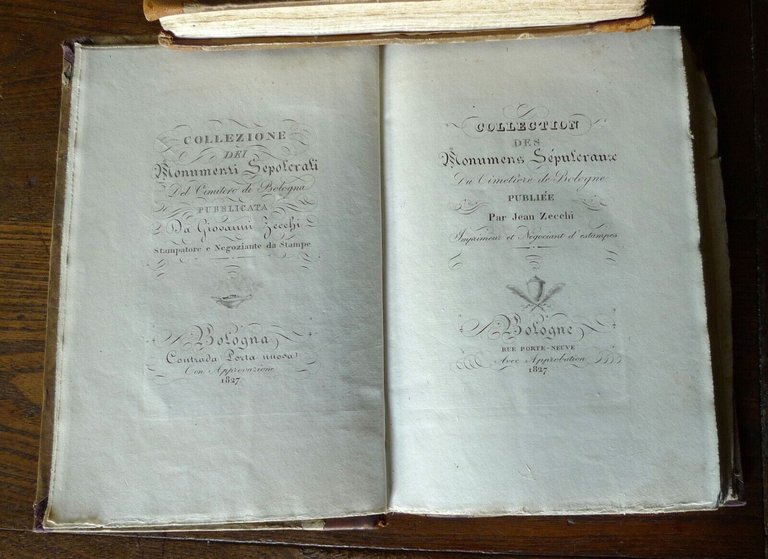 COLLEZIONE
DEI
Monumenti Sepolcrali
Del Cimitero di Bologna
PUBBLICATA
Da Giovanni Zecchi
Stampatore e Negoziante da Stampe
Bologna
Contrada Porta nuova
Con Approvazione
1827
COLLECTION
DES
Monumens Sépulcraux
Du Cimetière de Bologne
PUBLIÉE
Par Jean Zecchi
Imprimeur et Négociant d'estampes
Bologne
RUE PORTE-NEUVE
Avec Approbation
1827